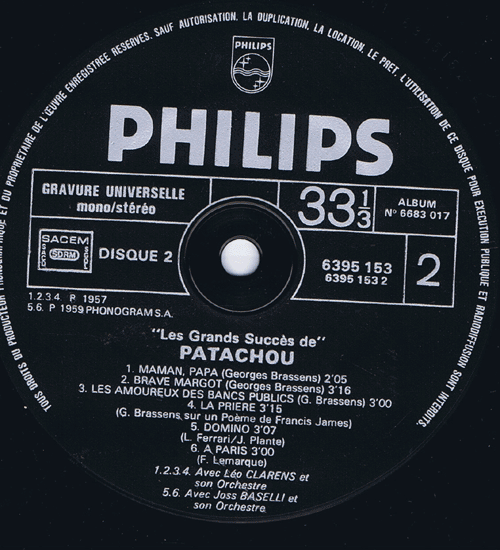 TOUS DROITS DU PRODUCTEUR PHONOGRAPHIQUE ET DU PROPRIETAIRE DE L'ŒUVRE ENREGISTREE RESERVES. SAUF AUTORISATION, LA DUPLICATION, LA LOCATION, LE PRET, L'UTILISATION DE CE DISQUE POUR EXECUTION PUBLIQUE ET RADIODIFFUSION SONT INTERDITS.
PHILIPS
PHILIPS
GRAVURE UNIVERSELLE
mono/stéréo
33 1/3
ALBUM
N° 6683 017
SACEM
SDRM
DISQUE 2
6395 153
6395 153 2
2
1.2.3.4. P 1957
5.6. P 1959 PHONOGRAM S.A.
"Les Grands Succès de"
PATACHOU
1. MAMAN, PAPA (Georges Brassens) 2'05
2. BRAVE MARGOT (Georges Brassens) 3'16
3. LES AMOUREUX DES BANCS PUBLICS (G. Brassens) 3'00
4. LA PRIERE 3'15
(G. Brassens sur un Poème de Francis James)
5. DOMINO 3'07
(L. Ferrari/J. Plante)
6. A PARIS 3'00
(F. Lemarque)
1.2.3.4. Avec Léo CLARENS et
son Orchestre
5.6. Avec Joss BASELLI et
son Orchestre